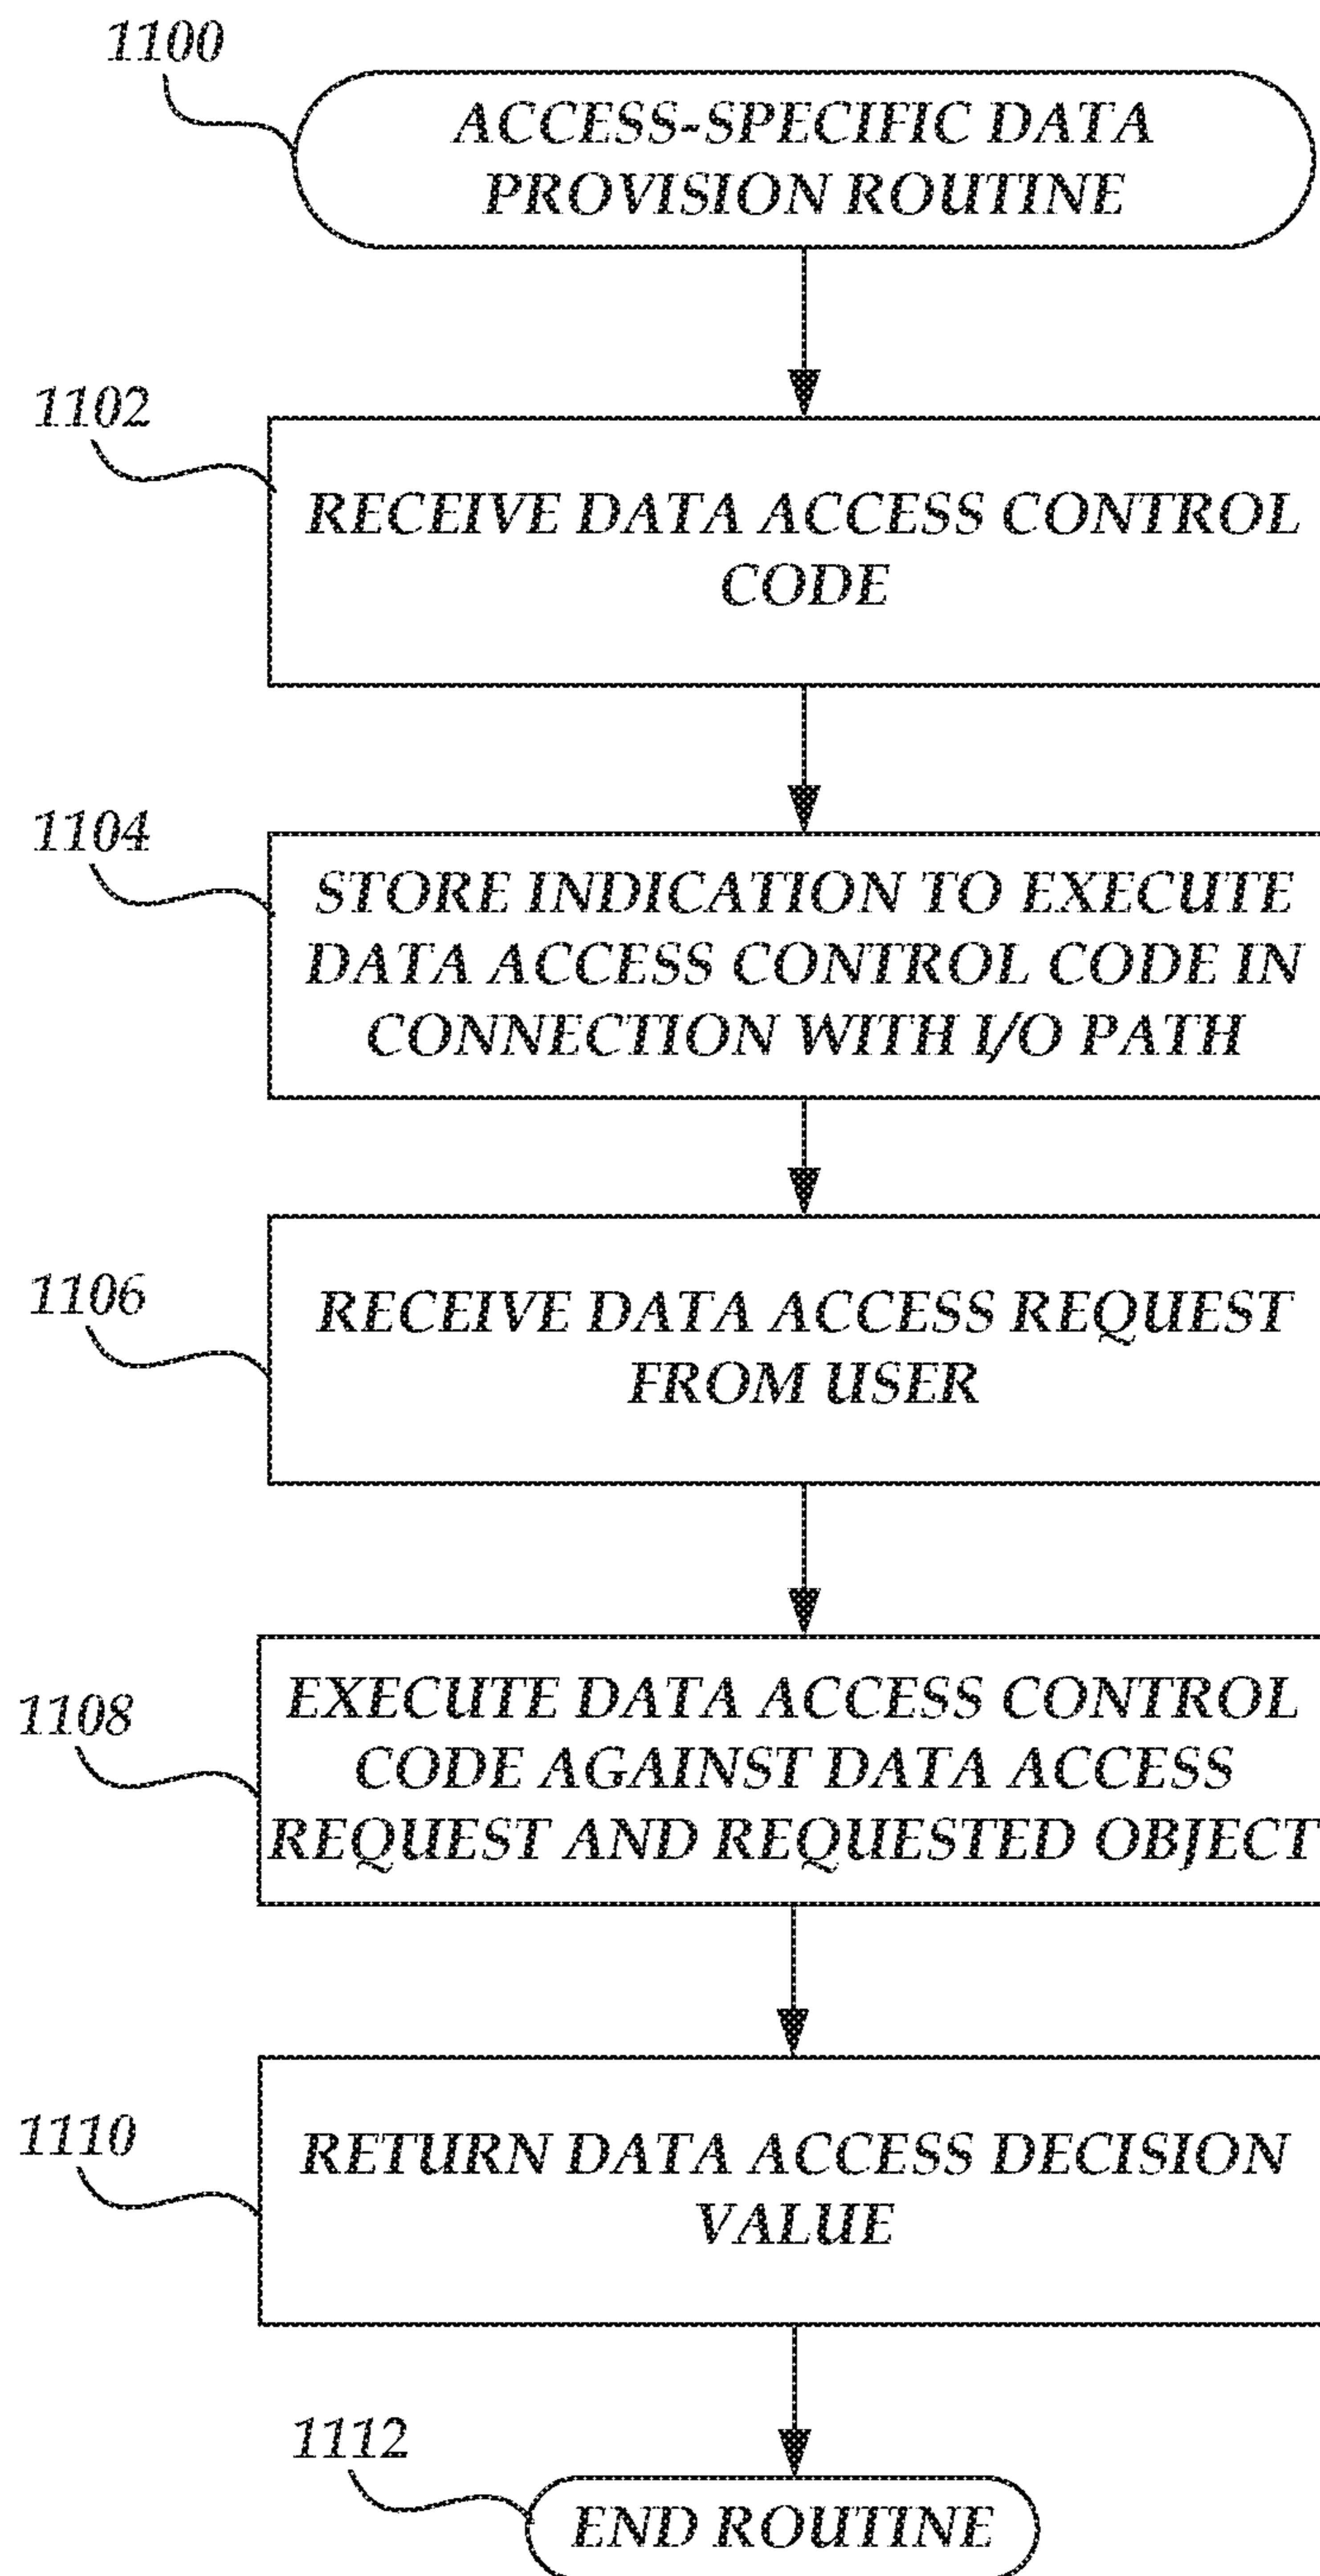 1100
ACCESS-SPECIFIC DATA
PROVISION ROUTINE
1102
RECEIVE DATA ACCESS CONTROL
CODE
1104
STORE INDICATION TO EXECUTE
DATA ACCESS CONTROL CODE IN
CONNECTION WITH I/O PATH
1106
RECEIVE DATA ACCESS REQUEST
FROM USER
1108
EXECUTE DATA ACCESS CONTROL
CODE AGAINST DATA ACCESS
REQUEST AND REQUESTED OBJECT
1110
RETURN DATA ACCESS DECISION
VALUE
1112
END ROUTINE